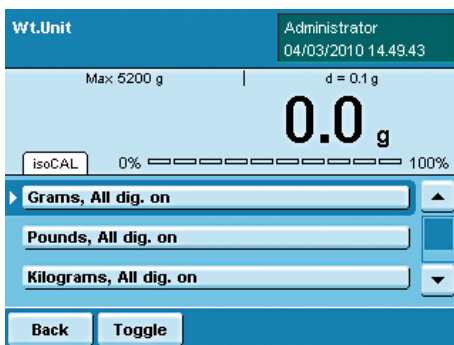 Wt.Unit
Administrator
04/03/2010 14.49.43
Max 5200 g
d = 0.1 g
0.0 g
isoCAL
0%
100%
Grams, All dig. on
Pounds, All dig. on
Kilograms, All dig. on
Back
Toggle